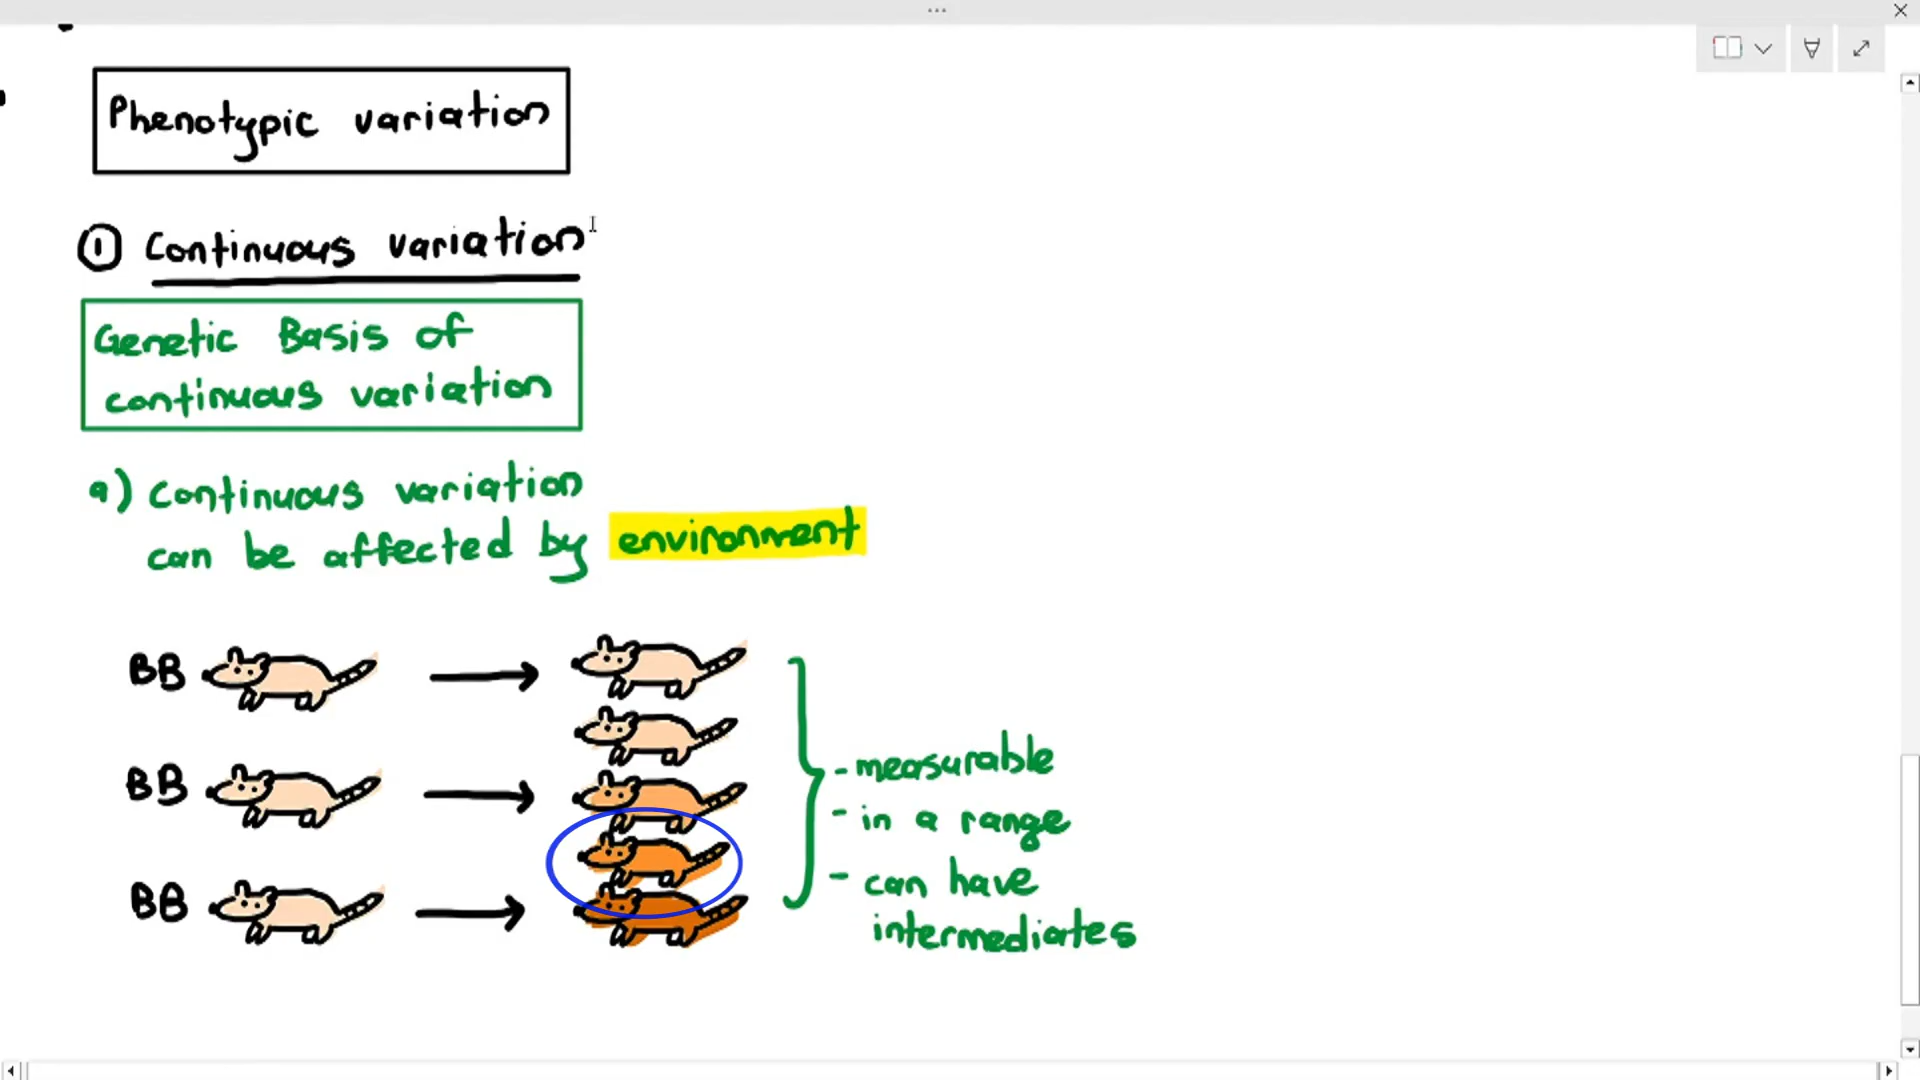 Phenotypic variation
① Continuous variation
Genetic Basis of
continuous variation
a) continuous variation
can be affected by environment
BB
BB
BB
- measurable
- in a range
- can have
intermediates